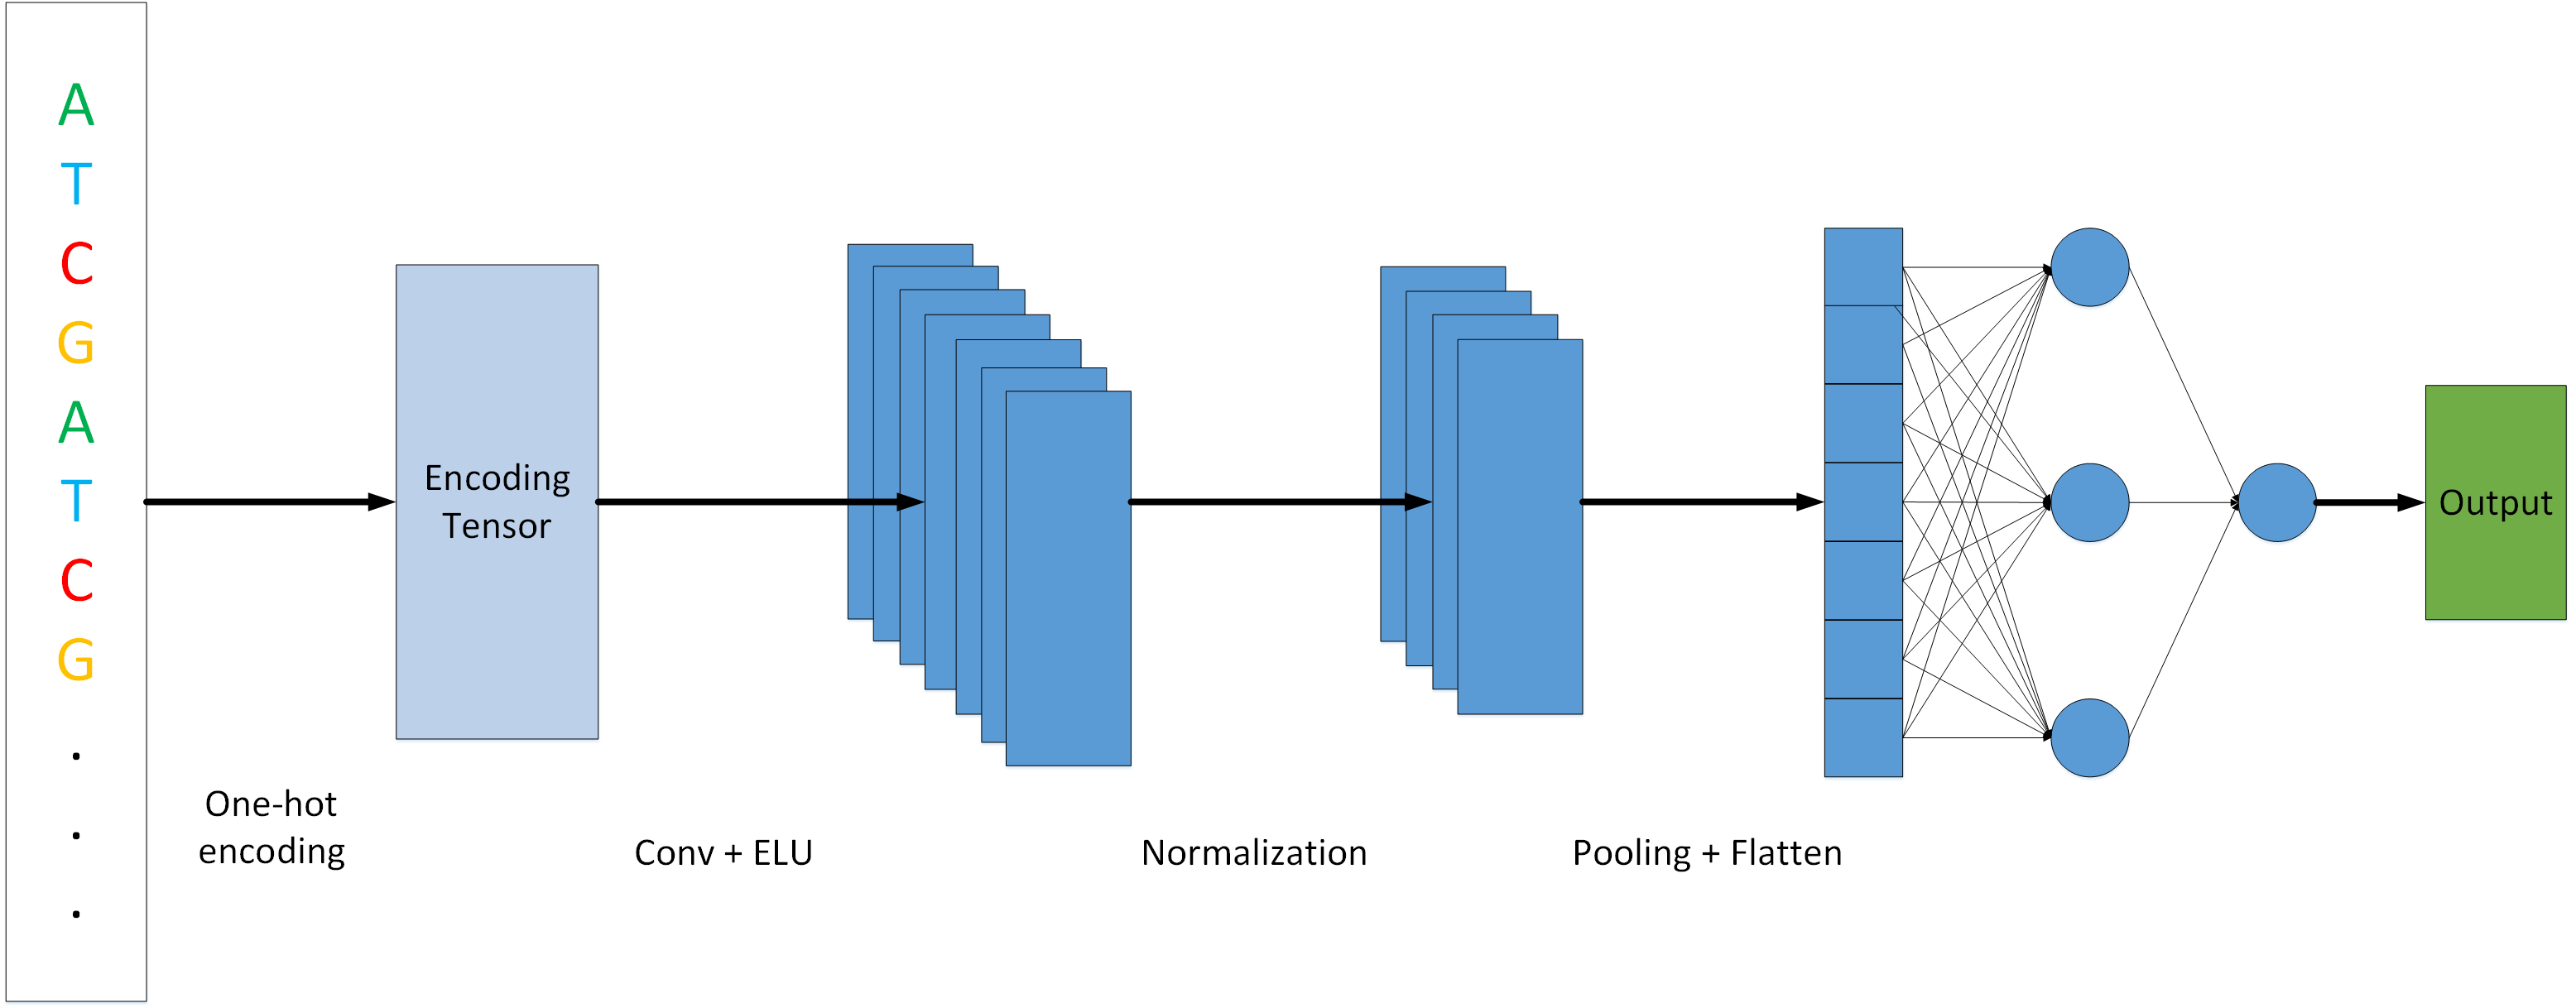 A
T
C
G
A
T
C
G
.
.
.
One-hot
encoding
Encoding
Tensor
Conv + ELU
Normalization
Pooling + Flatten
Output